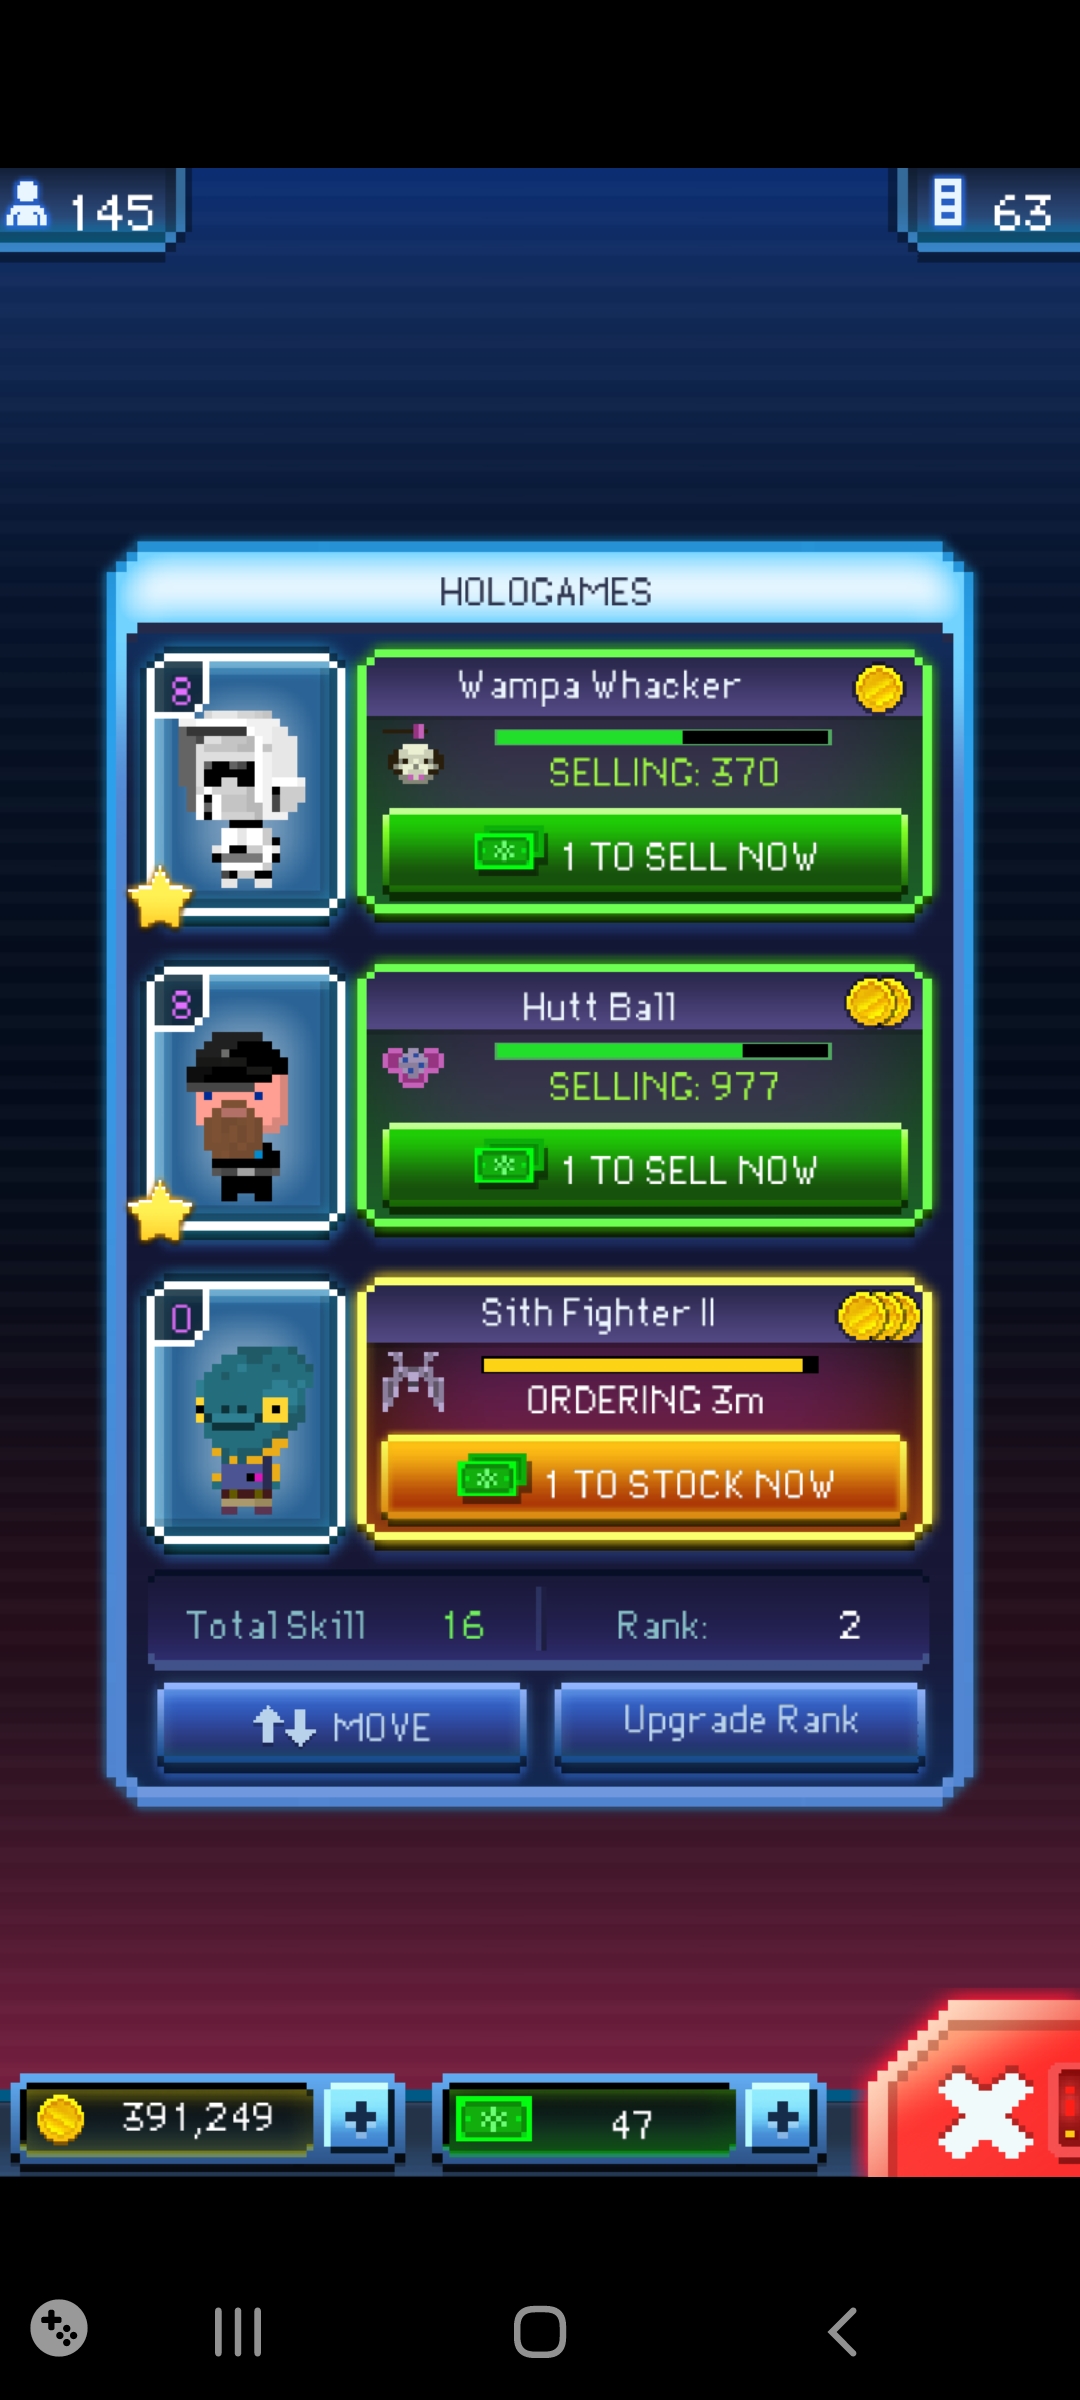 145
63
HOLOGAMES
8
Wampa Whacker
SELLING: 370
1 TO SELL NOW
8
Hutt Ball
SELLING: 977
1 TO SELL NOW
0
Sith Fighter II
ORDERING 3m
1 TO STOCK NOW
Total Skill 16 Rank: 2
MOVE Upgrade Rank
391,249 47